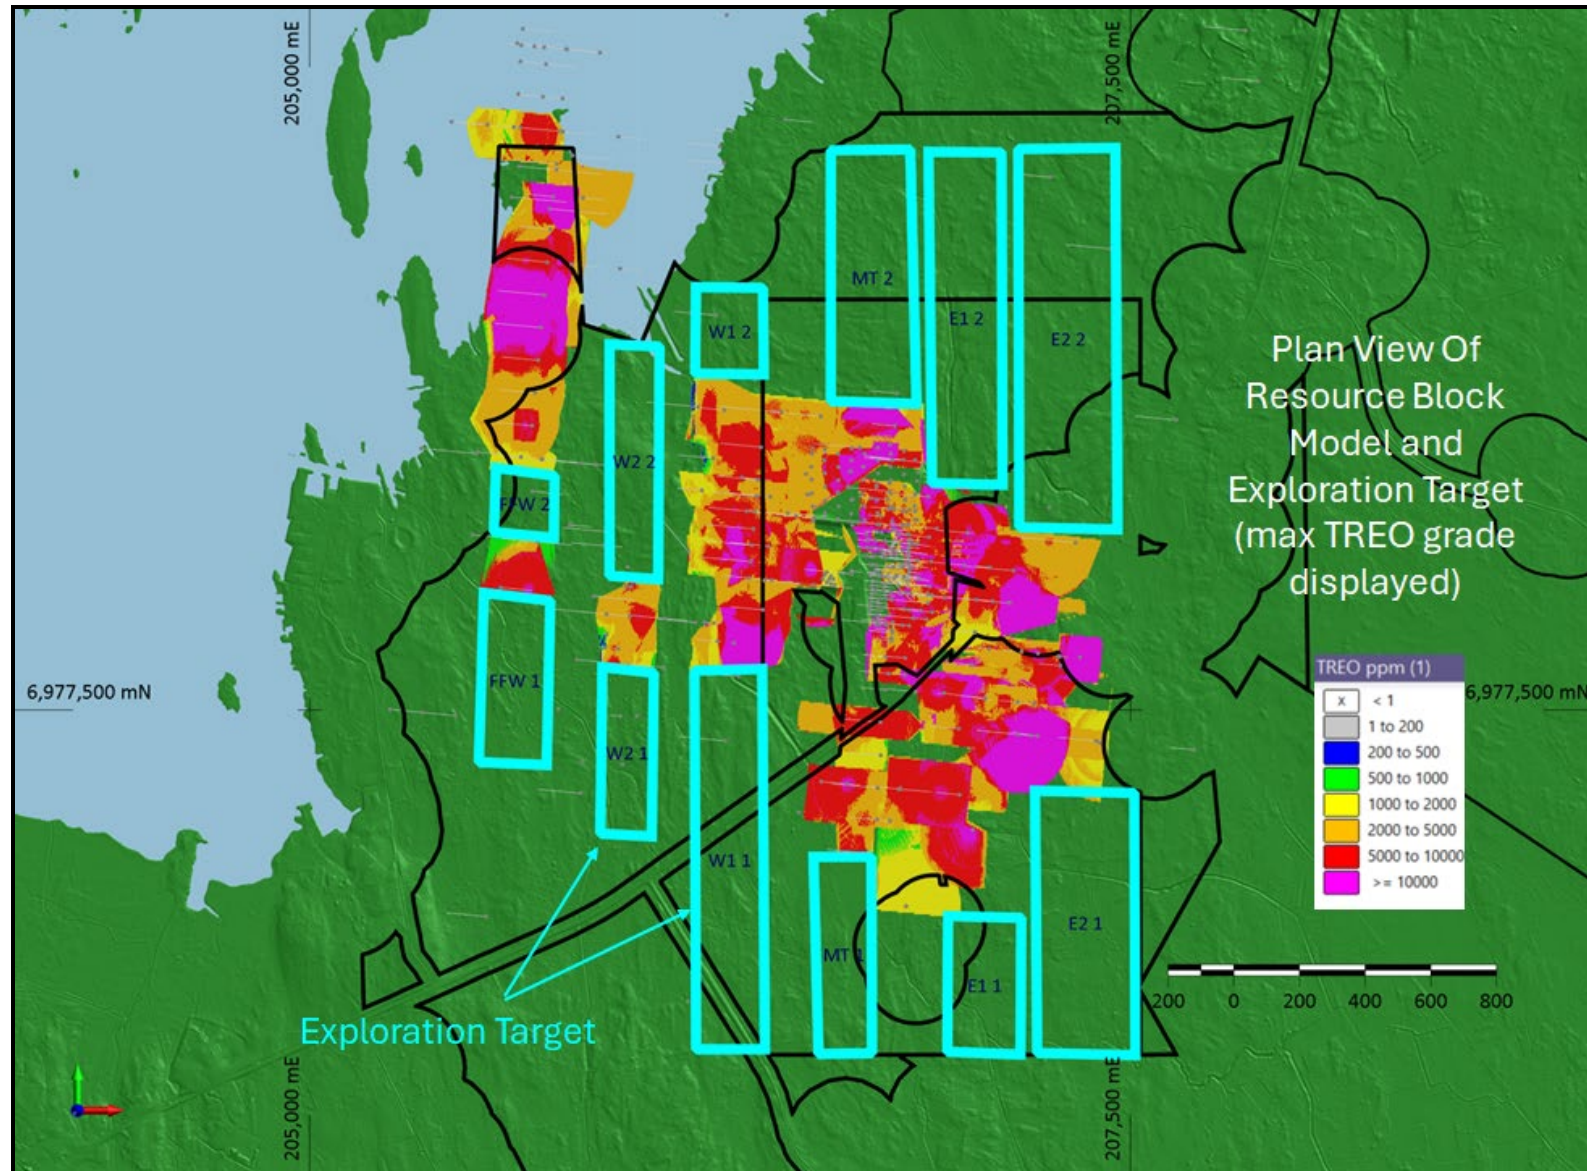 205,000 mE
207,500 mE
MT 2
E1 2
E2 2
W1 2
W2 2
FFW 2
FFW 1
W2 1
W1 1
MT 1
E1 1
E2 1
Plan View Of
Resource Block
Model and
Exploration Target
(max TREO grade
displayed)
6,977,500 mN
6,977,500 mN
TREO ppm (1)
x < 1
1 to 200
200 to 500
500 to 1000
1000 to 2000
2000 to 5000
5000 to 10000
>= 10000
200 0 200 400 600 800
Exploration Target
205,000 mE
207,500 mE